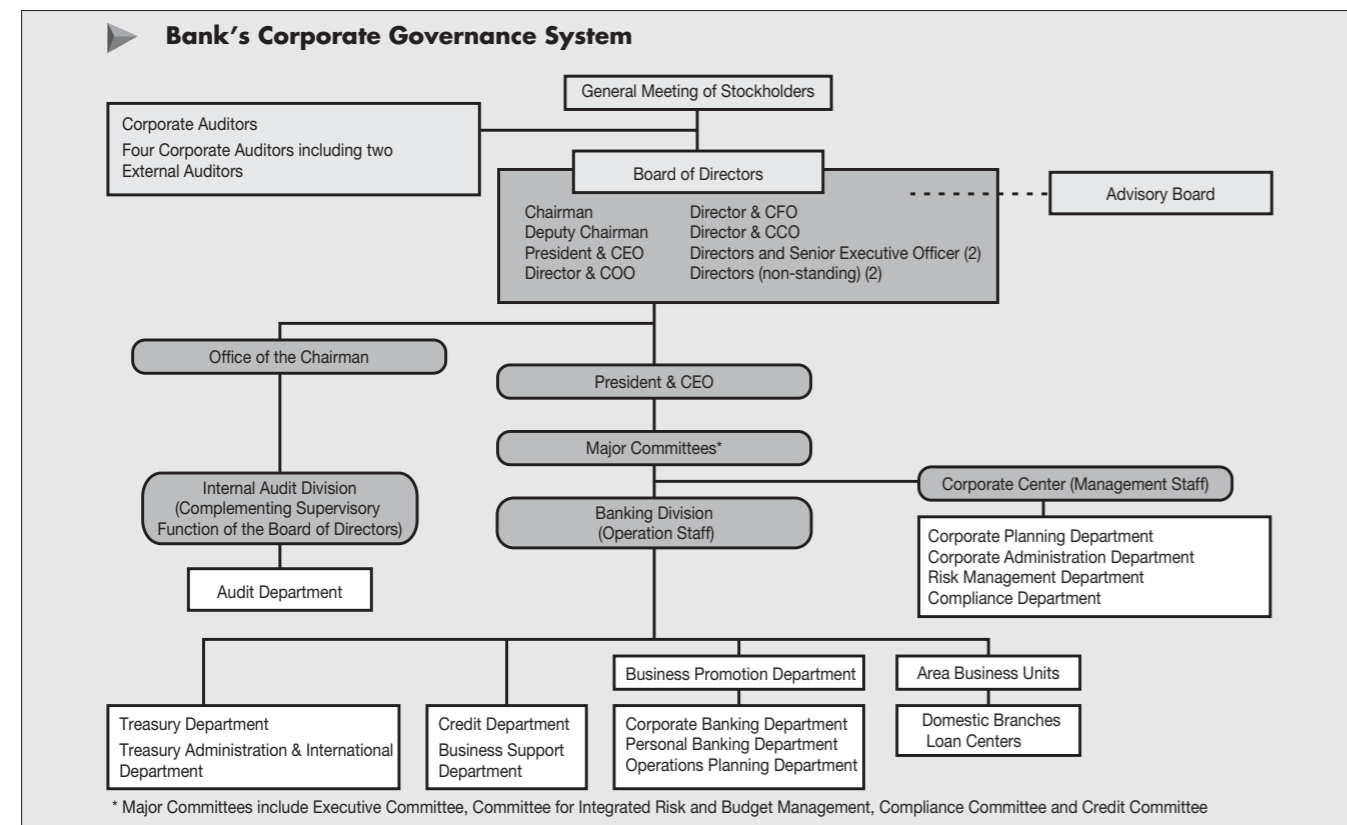 Bank's Corporate Governance System
General Meeting of Stockholders
Corporate Auditors
Four Corporate Auditors including two
External Auditors
Board of Directors
Chairman
Deputy Chairman
President & CEO
Director & COO
Director & CFO
Director & CCO
Directors and Senior Executive Officer (2)
Directors (non-standing) (2)
Advisory Board
Office of the Chairman
President & CEO
Major Committees*
Internal Audit Division
(Complementing Supervisory
Function of the Board of Directors)
Audit Department
Banking Division
(Operation Staff)
Corporate Center (Management Staff)
Corporate Planning Department
Corporate Administration Department
Risk Management Department
Compliance Department
Treasury Department
Treasury Administration & International
Department
Credit Department
Business Support
Department
Business Promotion Department
Corporate Banking Department
Personal Banking Department
Operations Planning Department
Area Business Units
Domestic Branches
Loan Centers
* Major Committees include Executive Committee, Committee for Integrated Risk and Budget Management, Compliance Committee and Credit Committee